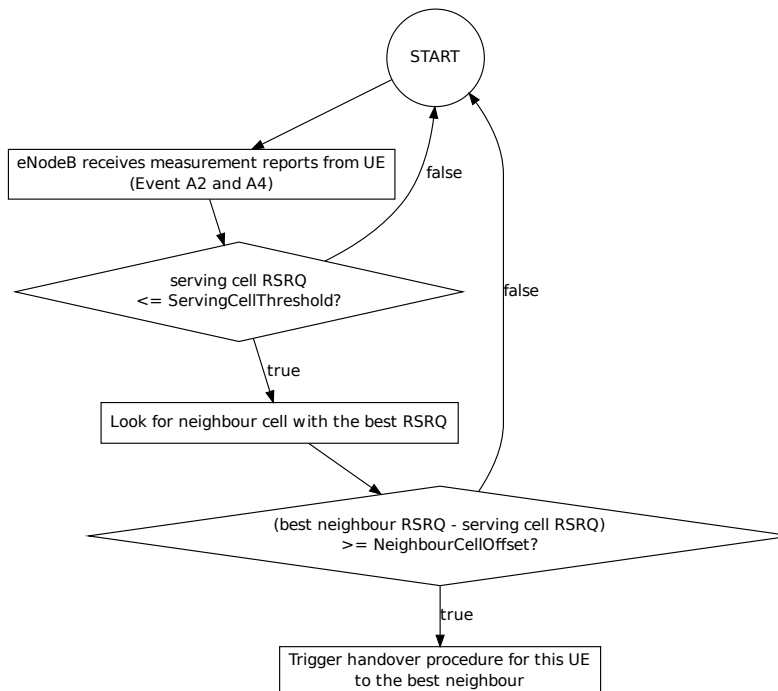 START
eNodeB receives measurement reports from UE
(Event A2 and A4)
false
serving cell RSRQ
<= ServingCellThreshold?
false
true
Look for neighbour cell with the best RSRQ
(best neighbour RSRQ - serving cell RSRQ)
>= NeighbourCellOffset?
true
Trigger handover procedure for this UE
to the best neighbour